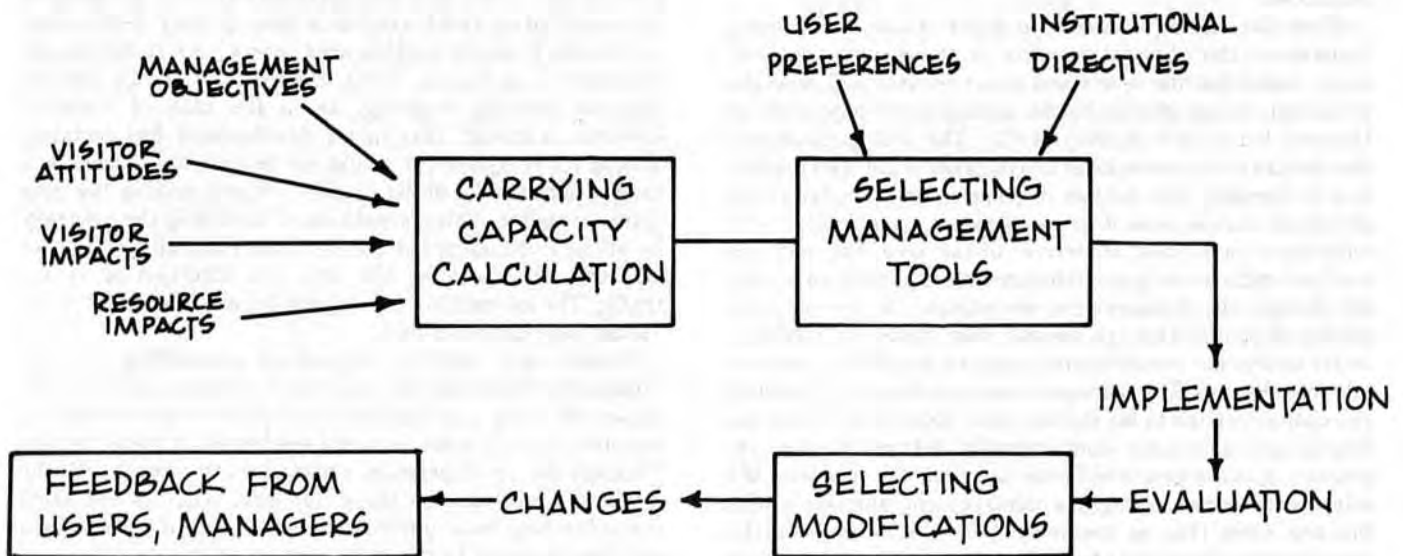 MANAGEMENT
OBJECTIVES
VISITOR
ATTITUDES
VISITOR
IMPACTS
RESOURCE
IMPACTS
CARRYING
CAPACITY
CALCULATION
USER
PREFERENCES
INSTITUTIONAL
DIRECTIVES
SELECTING
MANAGEMENT
TOOLS
IMPLEMENTATION
EVALUATION
SELECTING
MODIFICATIONS
CHANGES
FEEDBACK FROM
USERS, MANAGERS